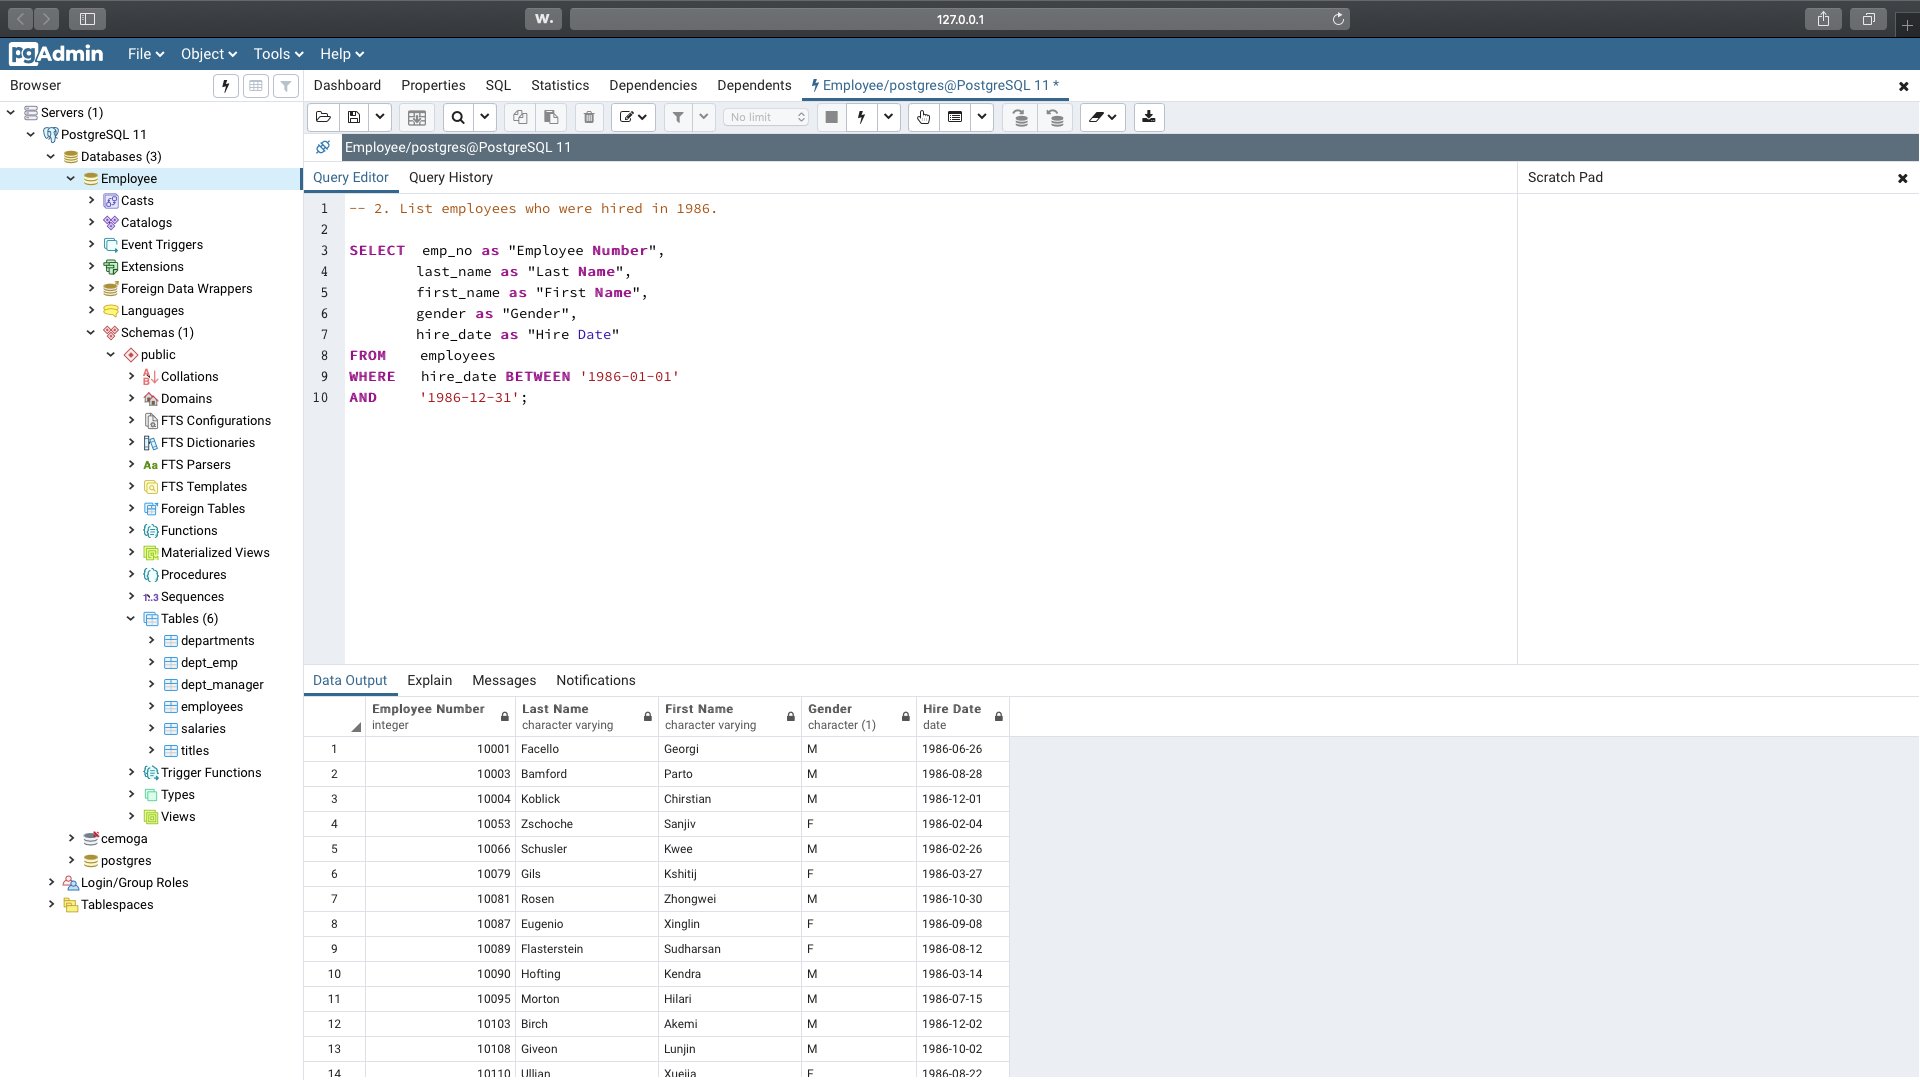 W.
127.0.0.1
pgAdmin
File
Object
Tools
Help
Browser
Dashboard
Properties
SQL
Statistics
Dependencies
Dependents
Employee/postgres@PostgreSQL 11 *
Servers (1)
PostgreSQL 11
Databases (3)
Employee
Casts
Catalogs
Event Triggers
Extensions
Foreign Data Wrappers
Languages
Schemas (1)
public
Collations
Domains
FTS Configurations
FTS Dictionaries
Aa FTS Parsers
FTS Templates
Foreign Tables
Functions
Materialized Views
Procedures
1..3 Sequences
Tables (6)
departments
dept_emp
dept_manager
employees
salaries
titles
Trigger Functions
Types
Views
cemoga
postgres
Login/Group Roles
Tablespaces
No limit
Employee/postgres@PostgreSQL 11
Query Editor
Query History
Scratch Pad
1 -- 2. List employees who were hired in 1986.
2
3 SELECT emp_no as "Employee Number",
4 last_name as "Last Name",
5 first_name as "First Name",
6 gender as "Gender",
7 hire_date as "Hire Date"
8 FROM employees
9 WHERE hire_date BETWEEN '1986-01-01'
10 AND '1986-12-31';
Data Output
Explain
Messages
Notifications
Employee Number Last Name First Name Gender Hire Date
integer character varying character varying character (1) date
1 10001 Facello Georgi M 1986-06-26
2 10003 Bamford Parto M 1986-08-28
3 10004 Koblick Chirstian M 1986-12-01
4 10053 Zschoche Sanjiv F 1986-02-04
5 10066 Schusler Kwee M 1986-02-26
6 10079 Gils Kshitij F 1986-03-27
7 10081 Rosen Zhongwei M 1986-10-30
8 10087 Eugenio Xinglin F 1986-09-08
9 10089 Flasterstein Sudharsan F 1986-08-12
10 10090 Hofting Kendra M 1986-03-14
11 10095 Morton Hilari M 1986-07-15
12 10103 Birch Akemi M 1986-12-02
13 10108 Giveon Lunjin M 1986-10-02
14 10110 Ullian Xuejia F 1986-08-22